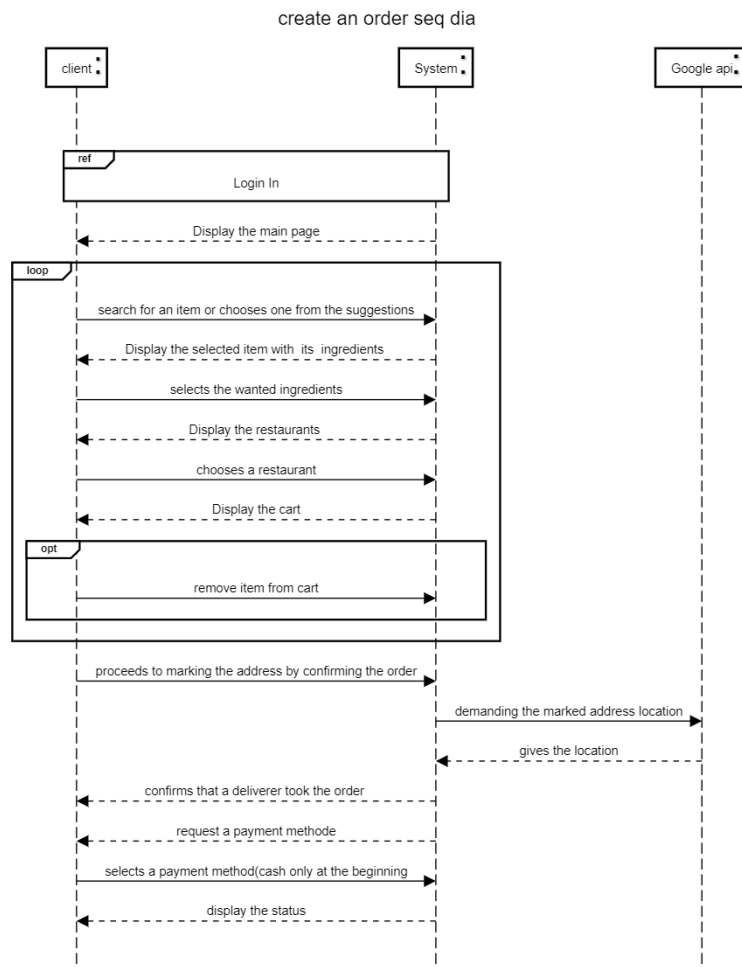 create an order seq dia
client :
System :
Google api:
ref
Login In
Display the main page
loop
search for an item or chooses one from the suggestions
Display the selected item with its ingredients
selects the wanted ingredients
Display the restaurants
chooses a restaurant
Display the cart
opt
remove item from cart
proceeds to marking the address by confirming the order
demanding the marked address location
gives the location
confirms that a deliverer took the order
request a payment methode
selects a payment method(cash only at the beginning
display the status